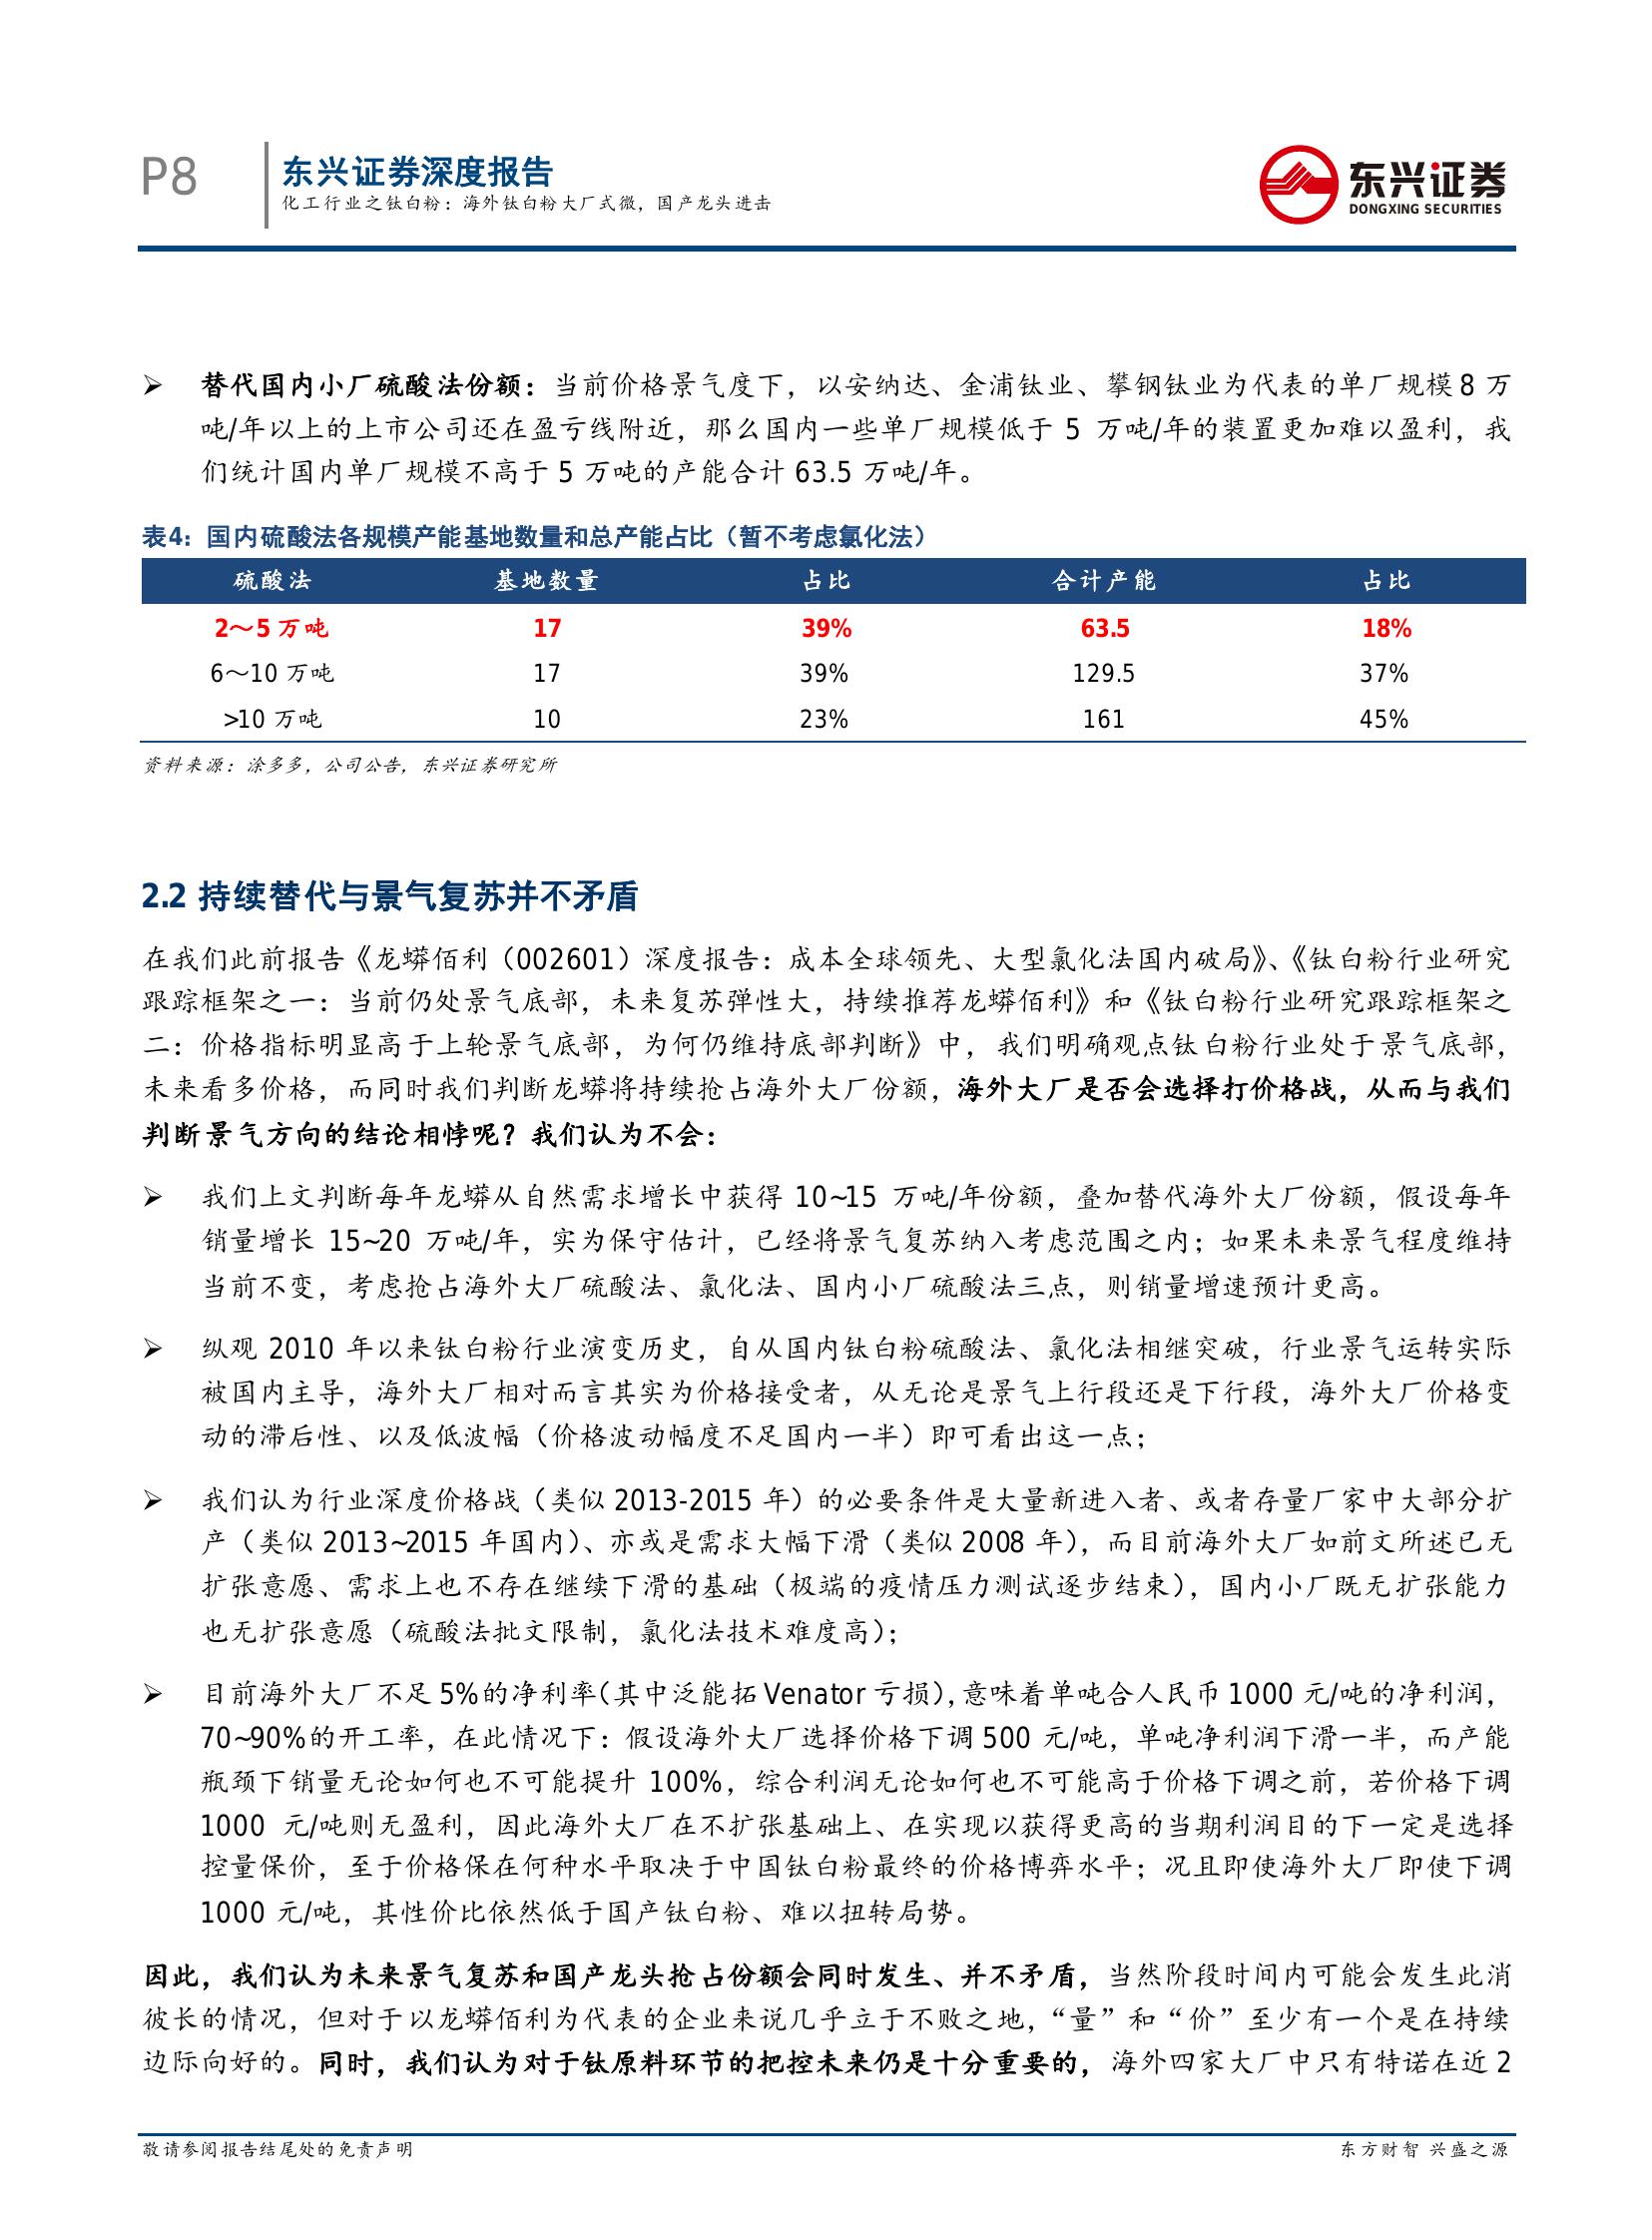 P8
东兴证券深度报告
化工行业之钛白粉：海外钛白粉大厂式微，国产龙头进击
东兴证券
DONGXING SECURITIES
➢ 替代国内小厂硫酸法份额：当前价格景气度下，以安纳达、金浦钛业、攀钢钛业为代表的单厂规模 8 万
吨/年以上的上市公司还在盈亏线附近，那么国内一些单厂规模低于 5 万吨/年的装置更加难以盈利，我
们统计国内单厂规模不高于 5 万吨的产能合计 63.5 万吨/年。
表4：国内硫酸法各规模产能基地数量和总产能占比（暂不考虑氯化法）
硫酸法 基地数量 占比 合计产能 占比
2～5 万吨 17 39% 63.5 18%
6～10 万吨 17 39% 129.5 37%
>10 万吨 10 23% 161 45%
资料来源：涂多多，公司公告，东兴证券研究所
2.2 持续替代与景气复苏并不矛盾
在我们此前报告《龙蟒佰利（002601）深度报告：成本全球领先、大型氯化法国内破局》、《钛白粉行业研究
跟踪框架之一：当前仍处景气底部，未来复苏弹性大，持续推荐龙蟒佰利》和《钛白粉行业研究跟踪框架之
二：价格指标明显高于上轮景气底部，为何仍维持底部判断》中，我们明确观点钛白粉行业处于景气底部，
未来看多价格，而同时我们判断龙蟒将持续抢占海外大厂份额，海外大厂是否会选择打价格战，从而与我们
判断景气方向的结论相悖呢？我们认为不会：
➢ 我们上文判断每年龙蟒从自然需求增长中获得 10~15 万吨/年份额，叠加替代海外大厂份额，假设每年
销量增长 15~20 万吨/年，实为保守估计，已经将景气复苏纳入考虑范围之内；如果未来景气程度维持
当前不变，考虑抢占海外大厂硫酸法、氯化法、国内小厂硫酸法三点，则销量增速预计更高。
➢ 纵观 2010 年以来钛白粉行业演变历史，自从国内钛白粉硫酸法、氯化法相继突破，行业景气运转实际
被国内主导，海外大厂相对而言其实为价格接受者，从无论是景气上行段还是下行段，海外大厂价格变
动的滞后性、以及低波幅（价格波动幅度不足国内一半）即可看出这一点；
➢ 我们认为行业深度价格战（类似 2013-2015 年）的必要条件是大量新进入者、或者存量厂家中大部分扩
产（类似 2013~2015 年国内）、亦或是需求大幅下滑（类似 2008 年），而目前海外大厂如前文所述已无
扩张意愿、需求上也不存在继续下滑的基础（极端的疫情压力测试逐步结束），国内小厂既无扩张能力
也无扩张意愿（硫酸法批文限制，氯化法技术难度高）；
➢ 目前海外大厂不足 5%的净利率（其中泛能拓 Venator 亏损），意味着单吨合人民币 1000 元/吨的净利润，
70~90%的开工率，在此情况下：假设海外大厂选择价格下调 500 元/吨，单吨净利润下滑一半，而产能
瓶颈下销量无论如何也不可能提升 100%，综合利润无论如何也不可能高于价格下调之前，若价格下调
1000 元/吨则无盈利，因此海外大厂在不扩张基础上、在实现以获得更高的当期利润目的下一定是选择
控量保价，至于价格保在何种水平取决于中国钛白粉最终的价格博弈水平；况且即使海外大厂即使下调
1000 元/吨，其性价比依然低于国产钛白粉、难以扭转局势。
因此，我们认为未来景气复苏和国产龙头抢占份额会同时发生、并不矛盾，当然阶段时间内可能会发生此消
彼长的情况，但对于以龙蟒佰利为代表的企业来说几乎立于不败之地，“量”和“价”至少有一个是在持续
边际向好的。同时，我们认为对于钛原料环节的把控未来仍是十分重要的，海外四家大厂中只有特诺在近 2
敬请参阅报告结尾处的免责声明
东方财智 兴盛之源